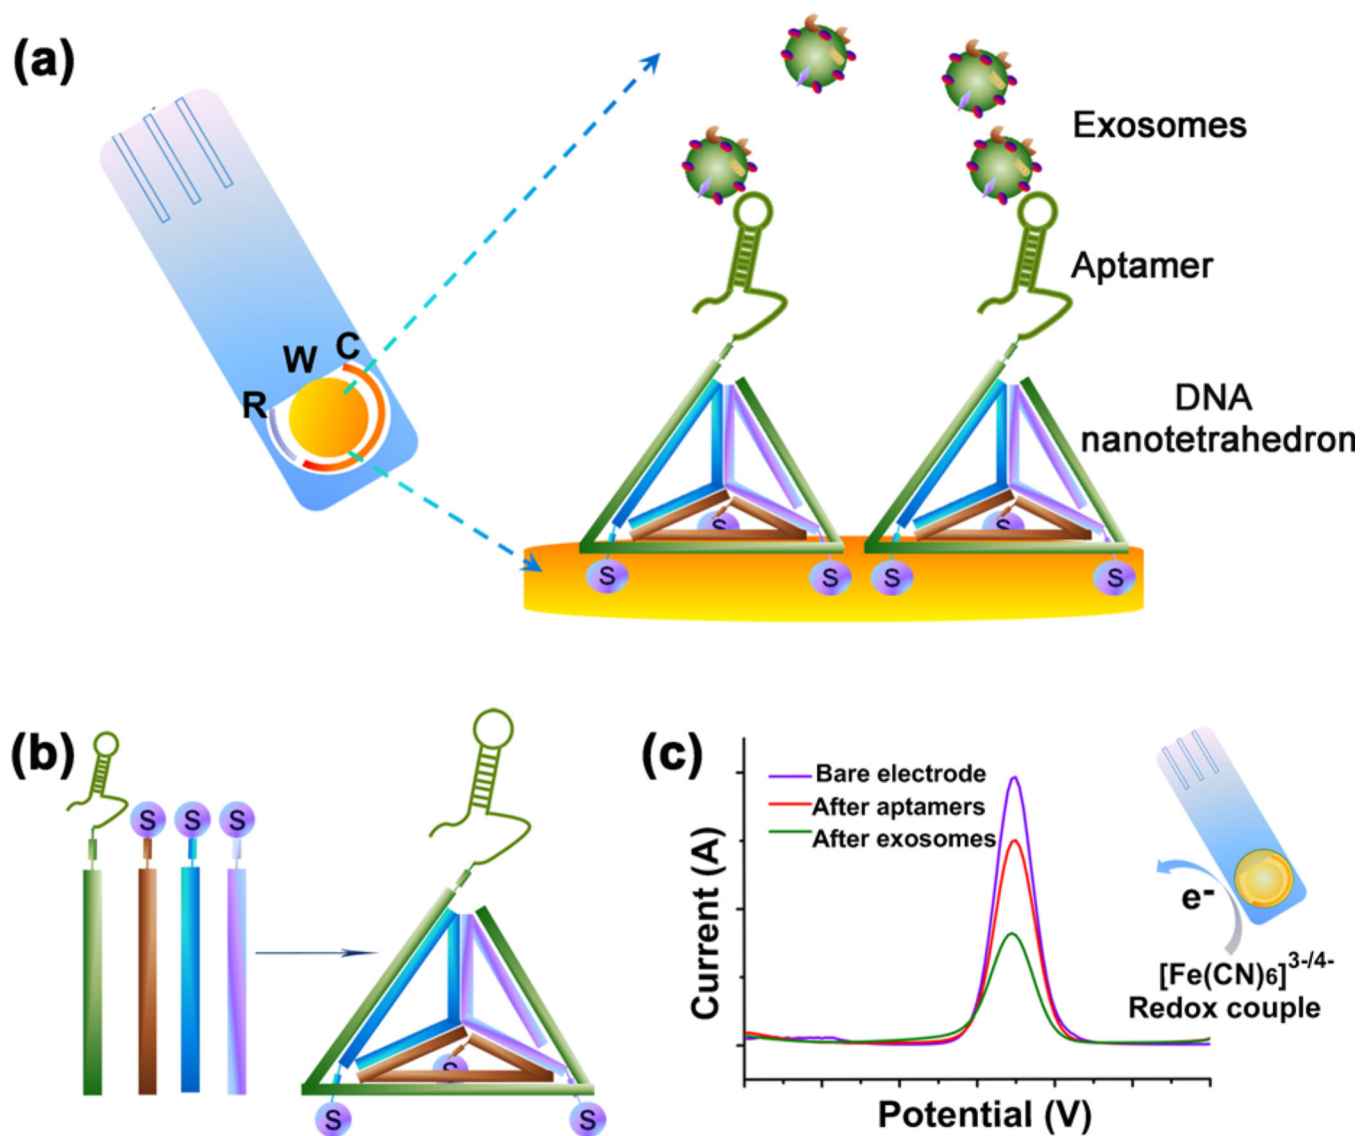 (a)
Exosomes
Aptamer
W
C
R
DNA
nanotetrahedron
S
S
S
S
S
S
(b)
S
S
S
S
S
S
(c)
Bare electrode
After aptamers
After exosomes
Current (A)
Potential (V)
e-
[Fe(CN)6]3-/4-
Redox couple